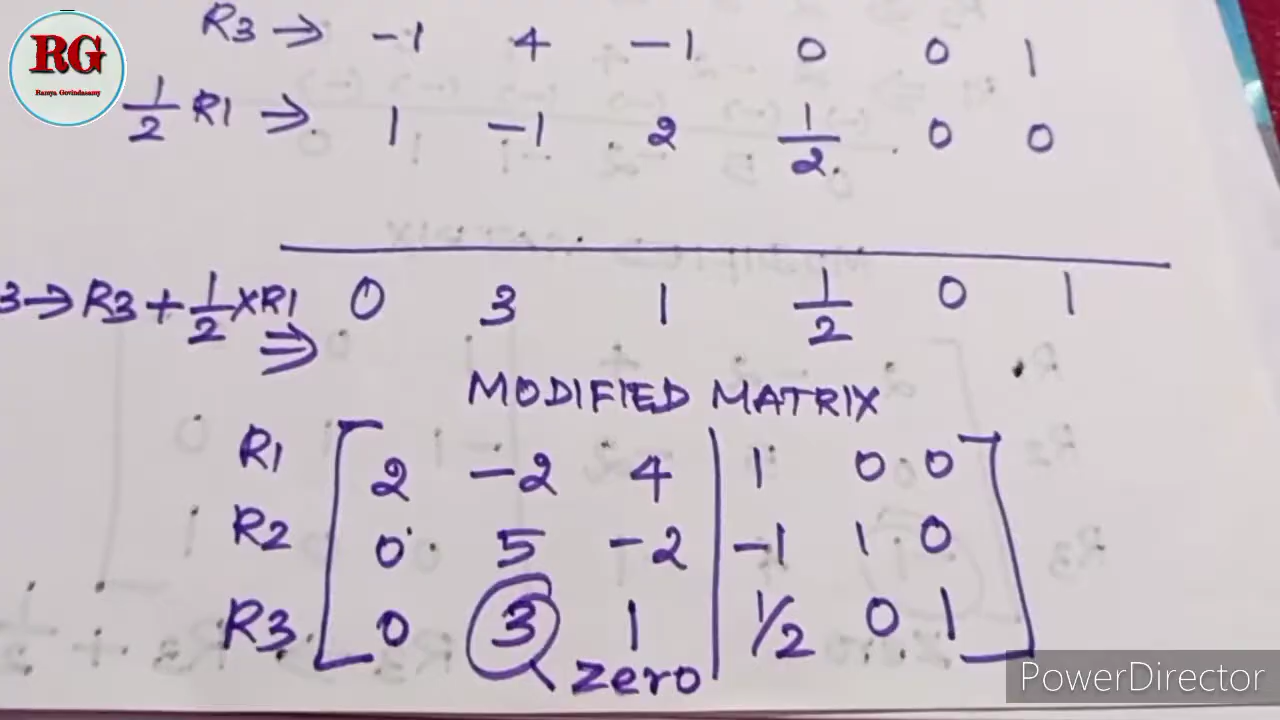 RG
Ramya Govindasamy
R3 → -1 4 -1 0 0 1
1/2 R1 ⇒ 1 -1 2 1/2 0 0
3 → R3 + 1/2 × R1 ⇒ 0 3 1 1/2 0 1
MODIFIED MATRIX
R1 [ 2 -2 4 | 1 0 0 ]
R2 [ 0 5 -2 | -1 1 0 ]
R3 [ 0 3 1 | 1/2 0 1 ]
zero
PowerDirector